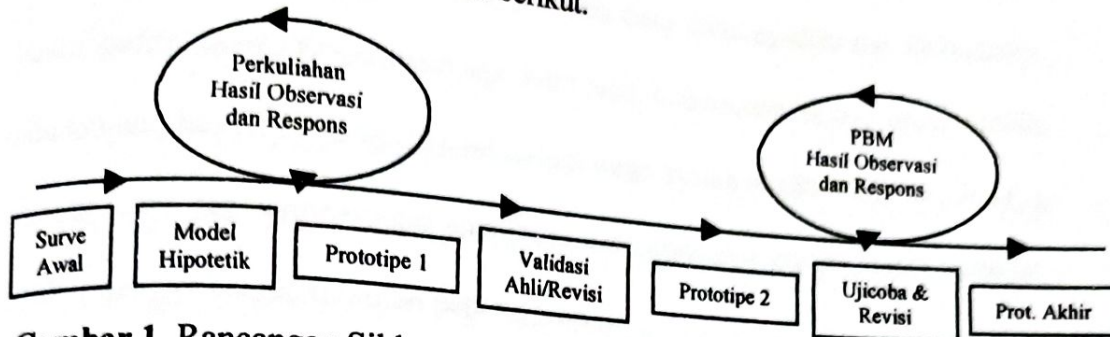 berikut.
Perkuliahan
Hasil Observasi
dan Respons
PBM
Hasil Observasi
dan Respons
Surve
Awal
Model
Hipotetik
Prototipe 1
Validasi
Ahli/Revisi
Prototipe 2
Ujicoba &
Revisi
Prot. Akhir
Gambar 1. Rancangan